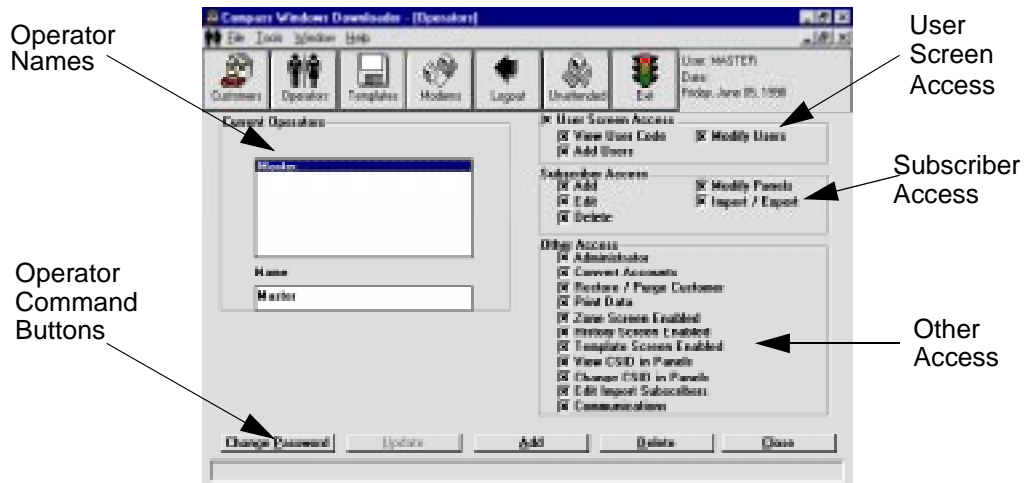 Operator
Names
User
Screen
Access
Subscriber
Access
Operator
Command
Buttons
Other
Access
Compass Windows Downloader - [Operators]
File Tools Window Help
Customers Operators Templates Modems Logout Unattended Exit
User: MASTER
Date:
Friday, June 05, 1998
Current Operators
Master
Name
Master
User Screen Access
View User Code Modify Users
Add Users
Subscriber Access
Add Modify Panels
Edit Import / Export
Delete
Other Access
Administrator
Convert Accounts
Restore / Purge Customer
Print Data
Zone Screen Enabled
History Screen Enabled
Template Screen Enabled
View CSID in Panels
Change CSID in Panels
Edit Import Subscribers
Communications
Change Password Update Add Delete Close